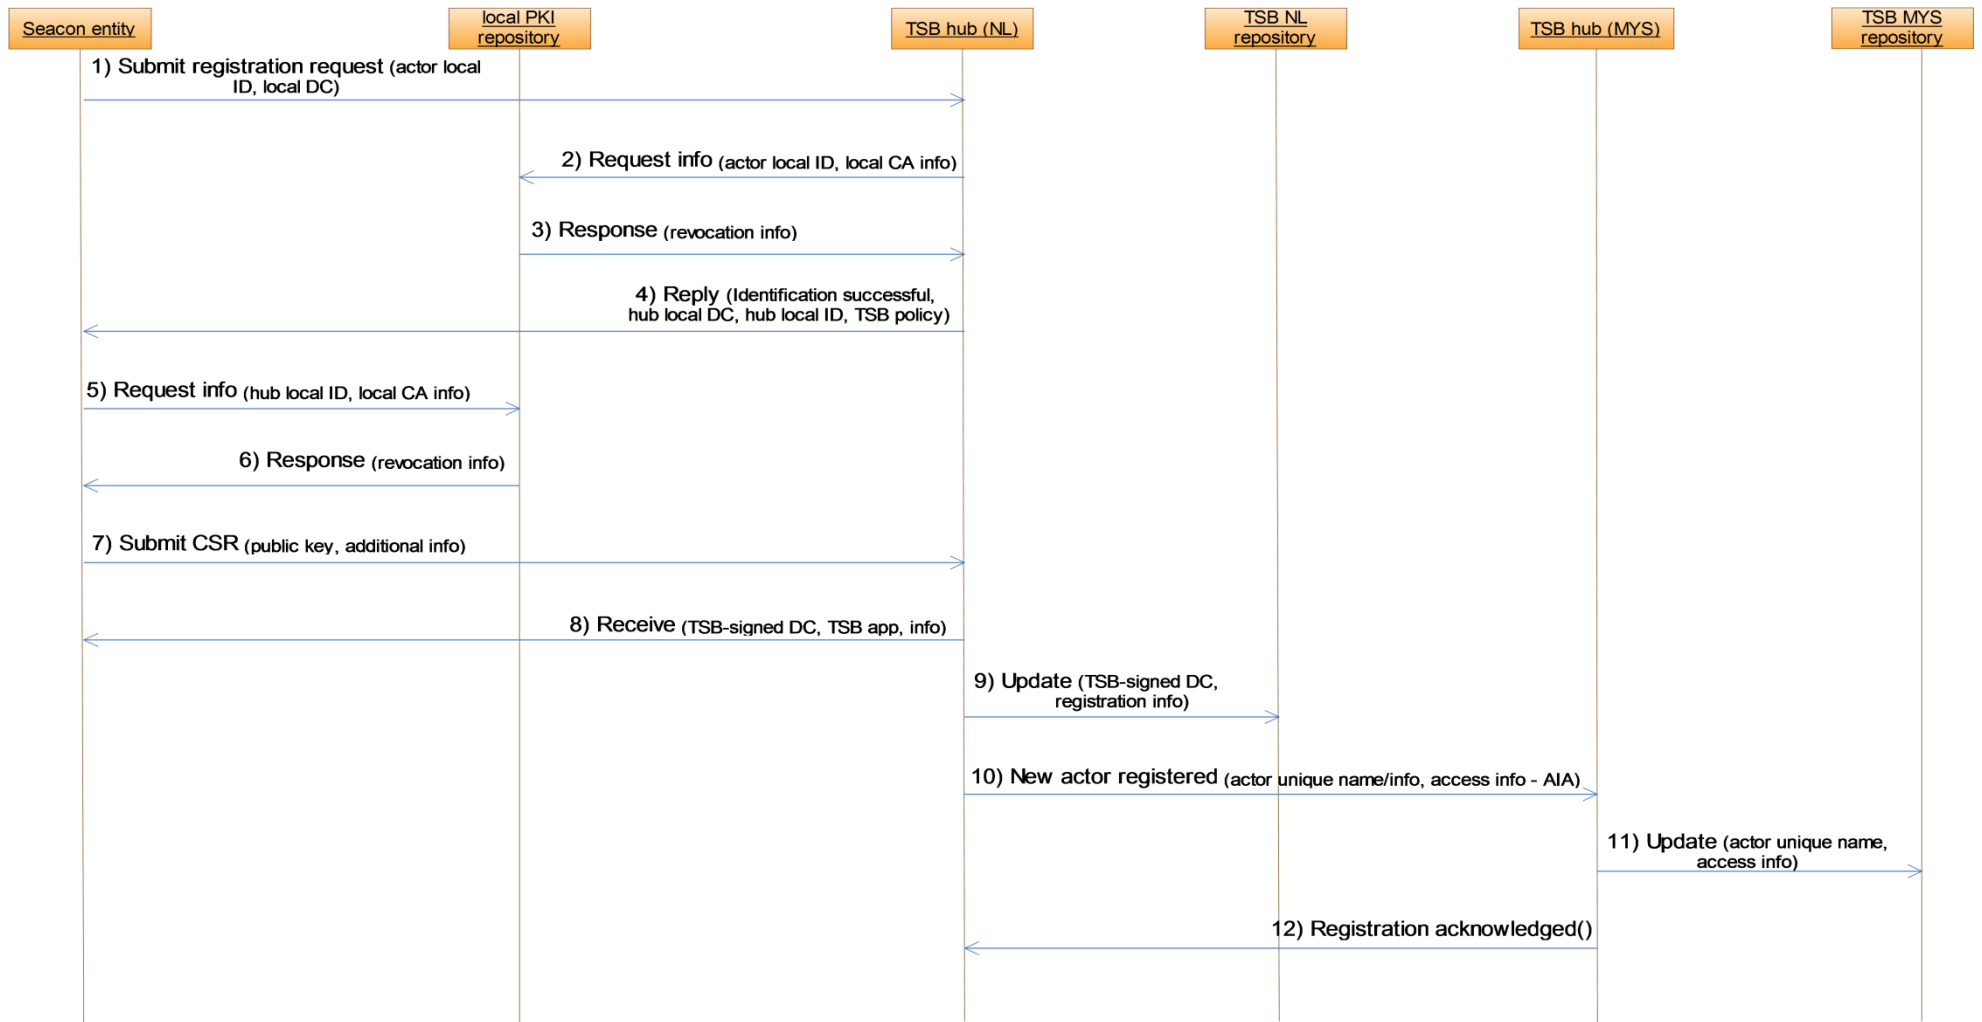 Seacon entity
local PKI
repository
TSB hub (NL)
TSB NL
repository
TSB hub (MYS)
TSB MYS
repository
1) Submit registration request (actor local
ID, local DC)
2) Request info (actor local ID, local CA info)
3) Response (revocation info)
4) Reply (Identification successful,
hub local DC, hub local ID, TSB policy)
5) Request info (hub local ID, local CA info)
6) Response (revocation info)
7) Submit CSR (public key, additional info)
8) Receive (TSB-signed DC, TSB app, info)
9) Update (TSB-signed DC,
registration info)
10) New actor registered (actor unique name/info, access info - AIA)
11) Update (actor unique name,
access info)
12) Registration acknowledged()